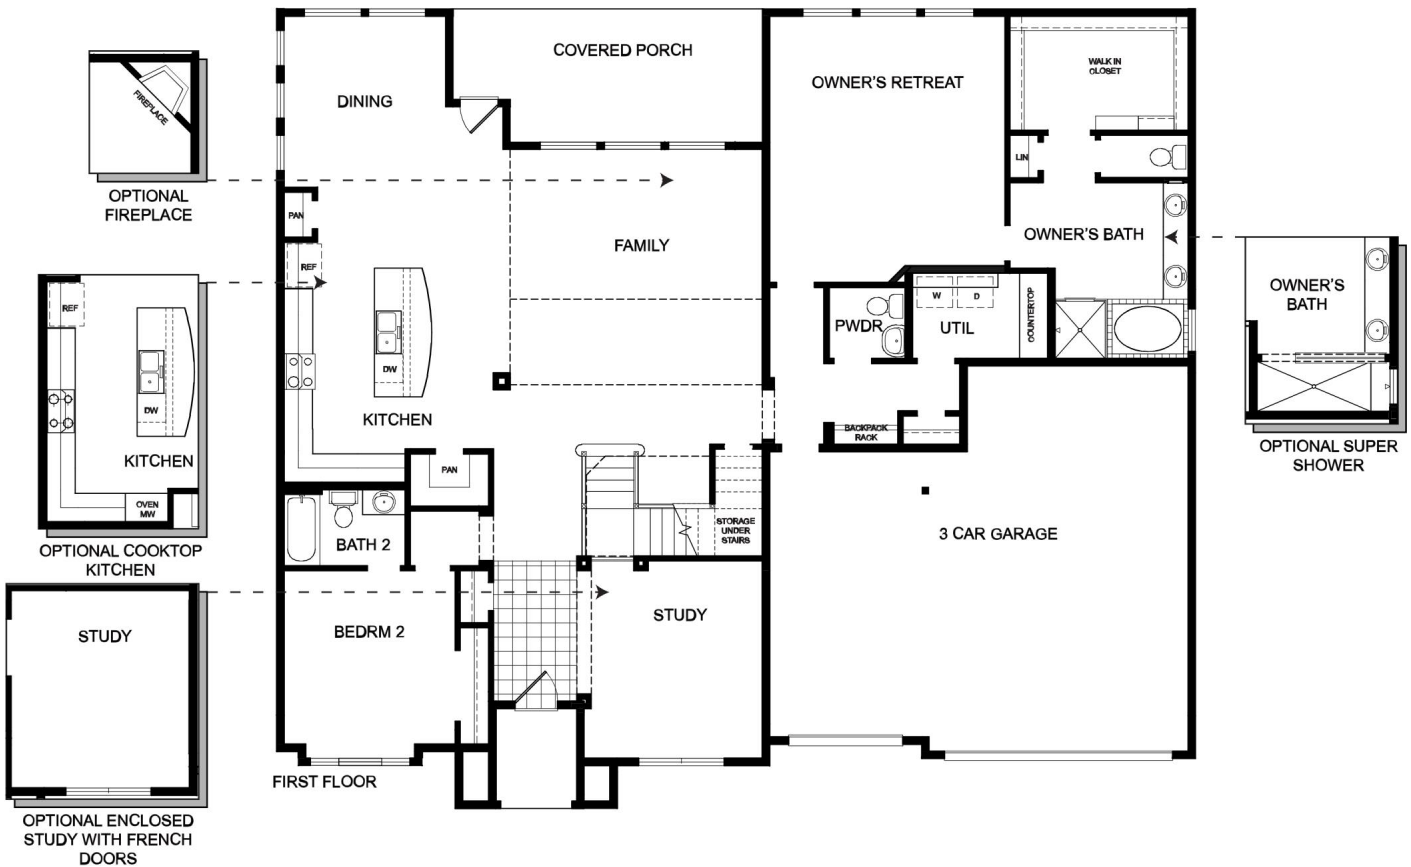 COVERED PORCH
OWNER'S RETREAT
WALK IN
CLOSET
DINING
FIREPLACE
OPTIONAL
FIREPLACE
LIN
PAN
FAMILY
OWNER'S BATH
REF
W
D
COUNTERTOP
PWDR
UTIL
DW
KITCHEN
BACKPACK
RACK
PAN
REF
DW
KITCHEN
OVEN
MW
OPTIONAL COOKTOP
KITCHEN
OWNER'S
BATH
OPTIONAL SUPER
SHOWER
BATH 2
STORAGE
UNDER
STAIRS
3 CAR GARAGE
BEDRM 2
STUDY
STUDY
FIRST FLOOR
OPTIONAL ENCLOSED
STUDY WITH FRENCH
DOORS